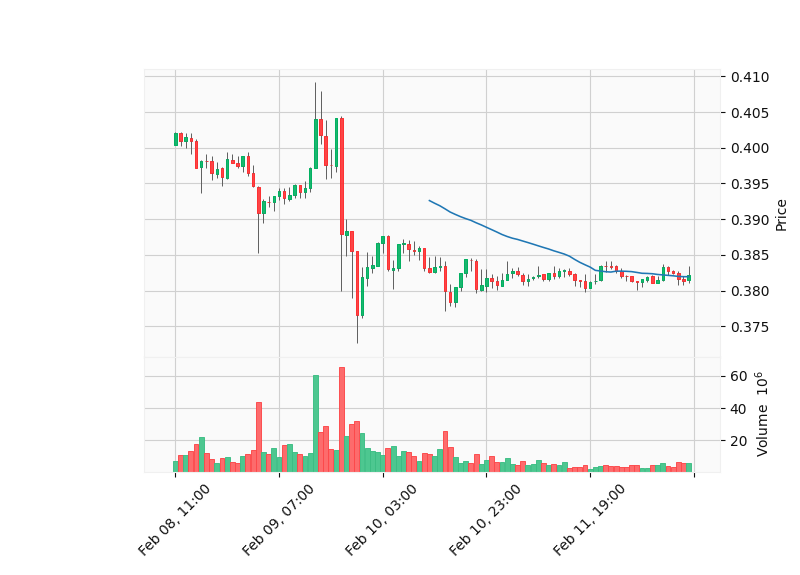 0.410
0.405
0.400
0.395
0.390
0.385
0.380
0.375
Price
60
40
20
Volume 10⁶
Feb 08, 11:00
Feb 09, 07:00
Feb 10, 03:00
Feb 10, 23:00
Feb 11, 19:00